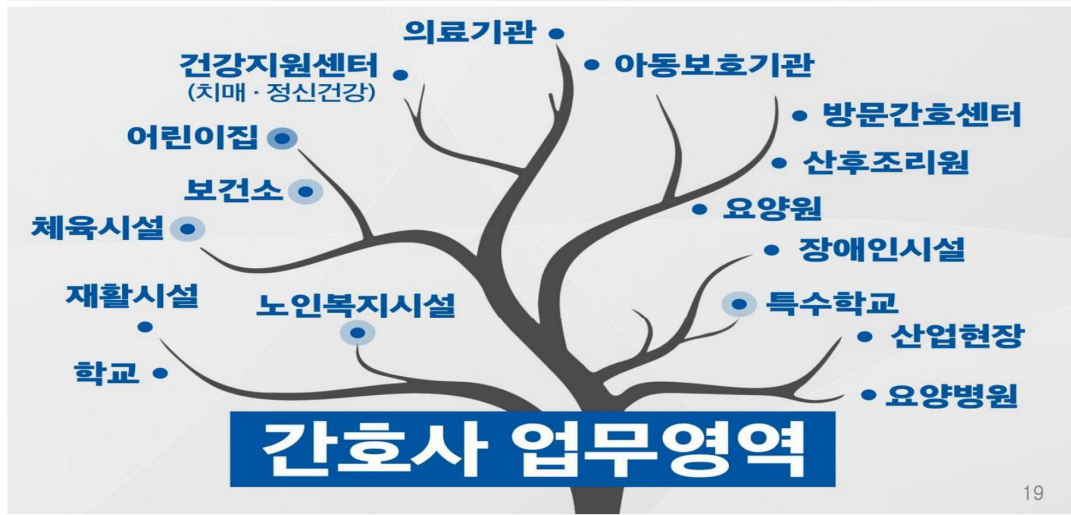 의료기관
건강지원센터
(치매 · 정신건강)
아동보호기관
어린이집
방문간호센터
보건소
산후조리원
체육시설
요양원
장애인시설
재활시설
노인복지시설
특수학교
산업현장
학교
요양병원
간호사 업무영역
19